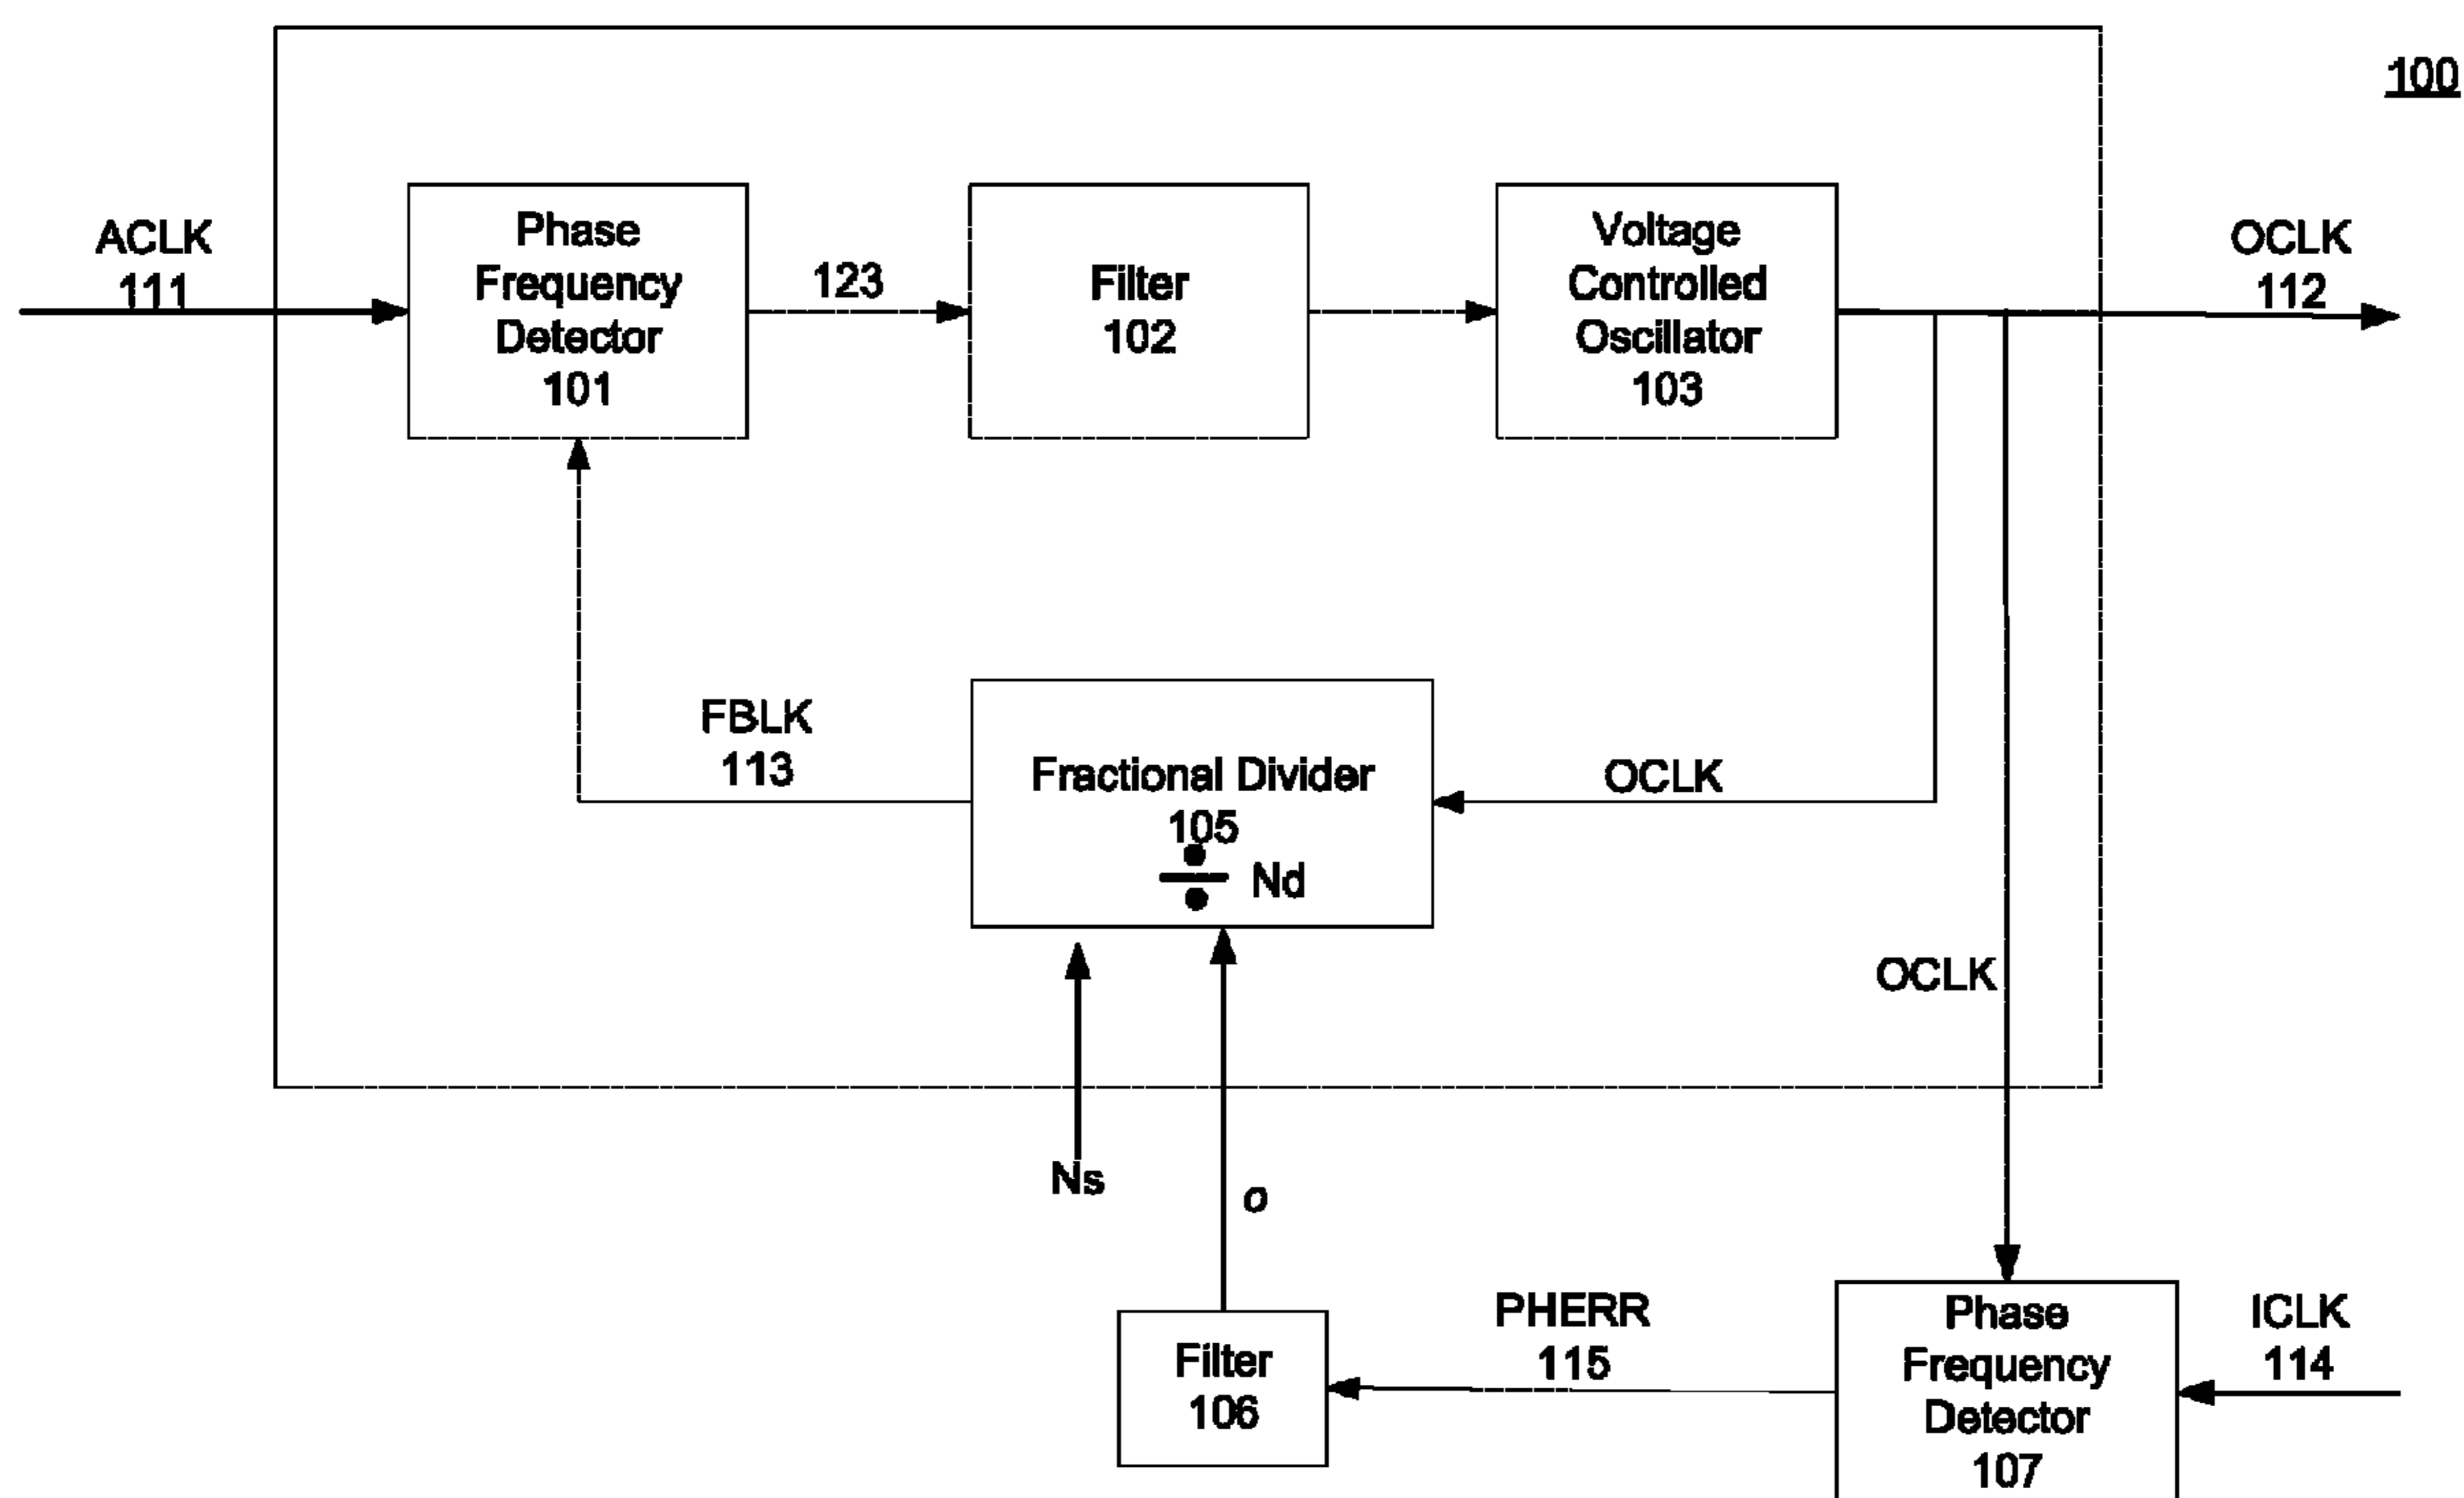 100
ACLK
111
Phase
Frequency
Detector
101
123
Filter
102
Voltage
Controlled
Oscillator
103
OCLK
112
FBLK
113
Fractional Divider
105
÷ Nd
OCLK
OCLK
Ns
σ
Filter
106
PHERR
115
Phase
Frequency
Detector
107
ICLK
114